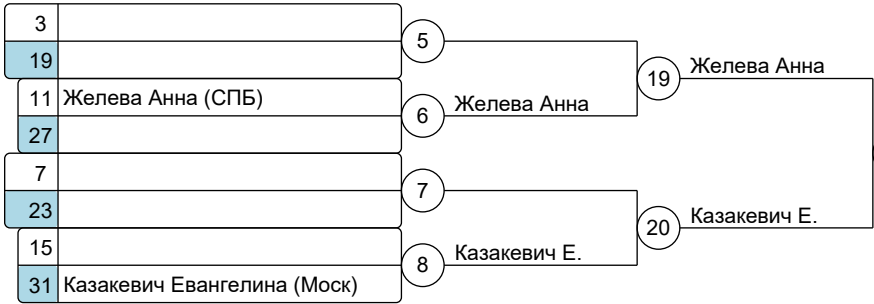 3
5
19
19 Желева Анна
11 Желева Анна (СПБ)
6 Желева Анна
27
7
7
23
20 Казакевич Е.
15
8 Казакевич Е.
31 Казакевич Евангелина (Моск)